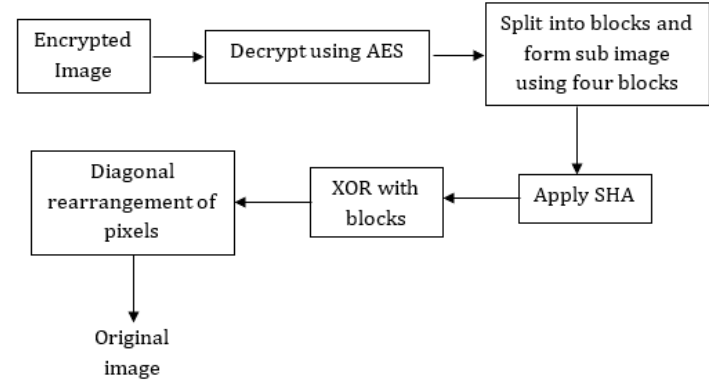 Encrypted
Image
Decrypt using AES
Split into blocks and
form sub image
using four blocks
Apply SHA
XOR with
blocks
Diagonal
rearrangement of
pixels
Original
image